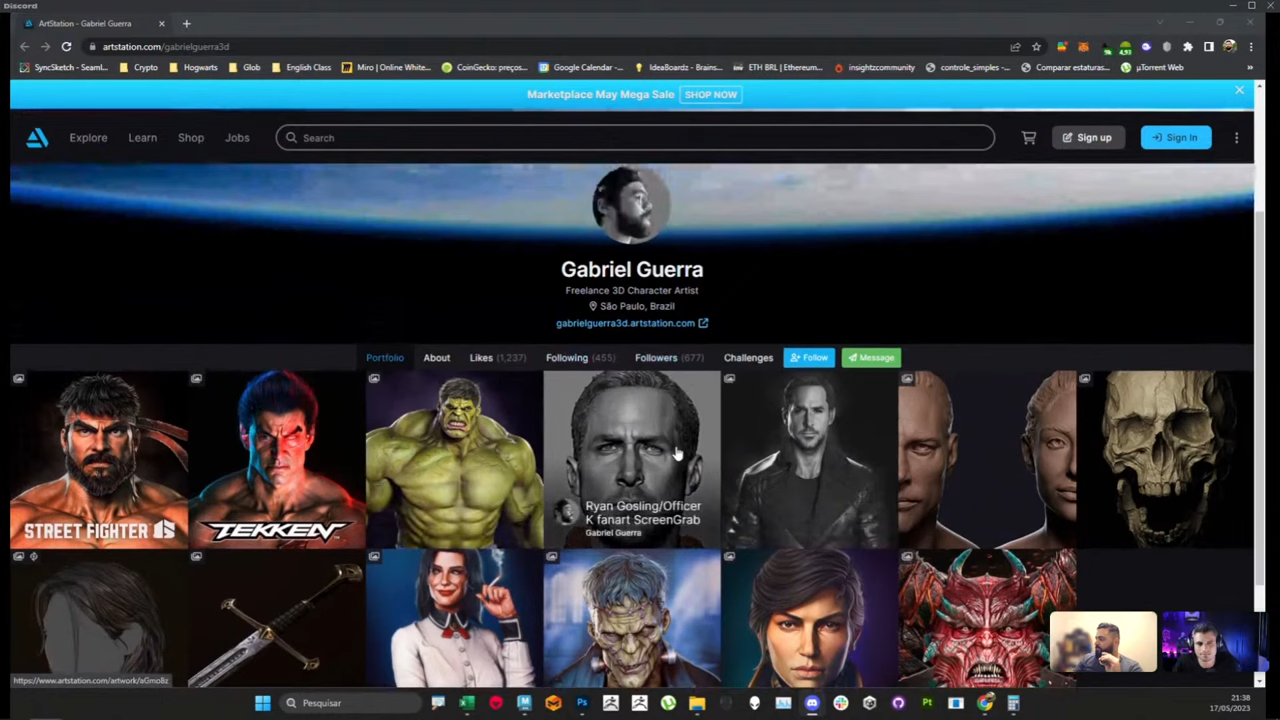 Discord
ArtStation - Gabriel Guerra
artstation.com/gabrielguerra3d
SyncSketch - Seaml...
Crypto
Hogwarts
Glob
English Class
Miro | Online White...
CoinGecko: preços...
Google Calendar -...
IdeaBoardz - Brains...
ETH BRL | Ethereum...
insightzcommunity
controle_simples -...
Comparar estaturas...
µTorrent Web
Marketplace May Mega Sale SHOP NOW
Explore
Learn
Shop
Jobs
Search
Sign up
Sign In
Gabriel Guerra
Freelance 3D Character Artist
São Paulo, Brazil
gabrielguerra3d.artstation.com
Portfolio
About
Likes (1,237)
Following (455)
Followers (677)
Challenges
Follow
Message
STREET FIGHTER 6
TEKKEN
Ryan Gosling/Officer
K fanart ScreenGrab
Gabriel Guerra
Pesquisar
21:38
17/05/2023